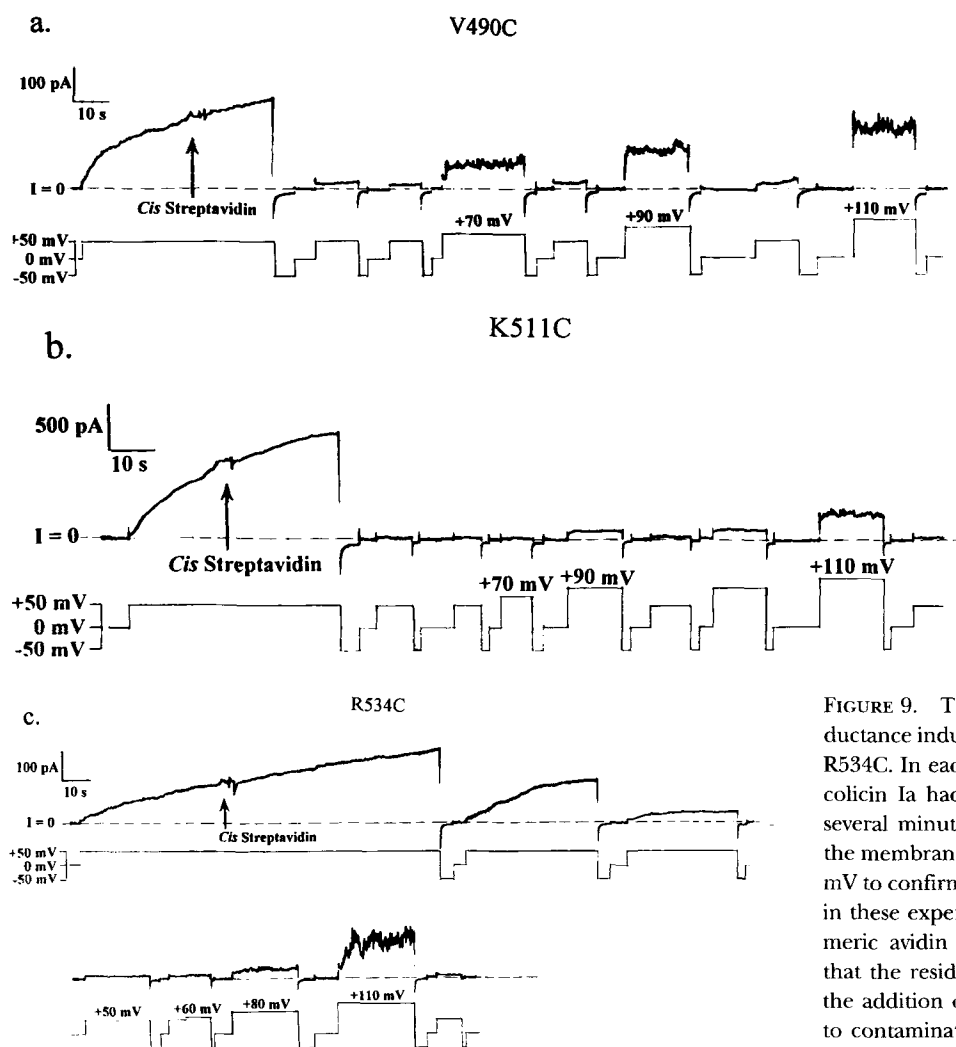 a.
V490C
100 pA
10 s
I = 0
Cis Streptavidin
+70 mV
+90 mV
+110 mV
+50 mV
0 mV
-50 mV
b.
K511C
500 pA
10 s
I = 0
Cis Streptavidin
+70 mV
+90 mV
+110 mV
+50 mV
0 mV
-50 mV
c.
R534C
100 pA
10 s
I = 0
Cis Streptavidin
+50 mV
0 mV
-50 mV
+50 mV
+60 mV
+80 mV
+110 mV
FIGURE 9. T
ductance indu
R534C. In eac
colicin Ia had
several minut
the membran
mV to confirm
in these exper
meric avidin
that the resid
the addition e
to contaminat